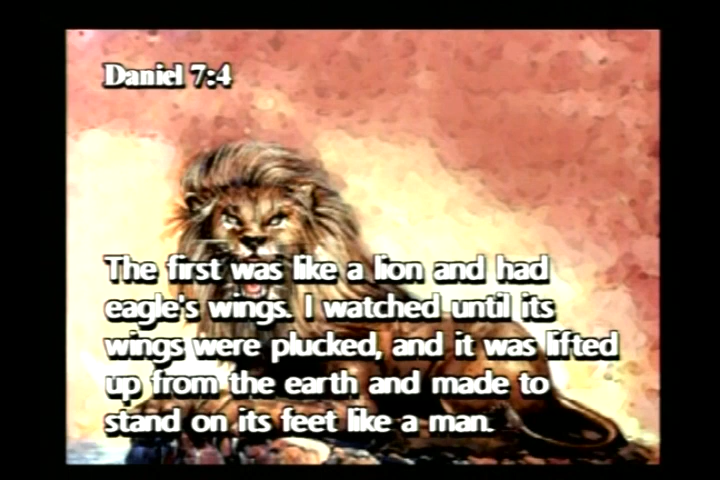 Daniel 7:4
The first was like a lion and had
eagle's wings. I watched until its
wings were plucked, and it was lifted
up from the earth and made to
stand on its feet like a man.